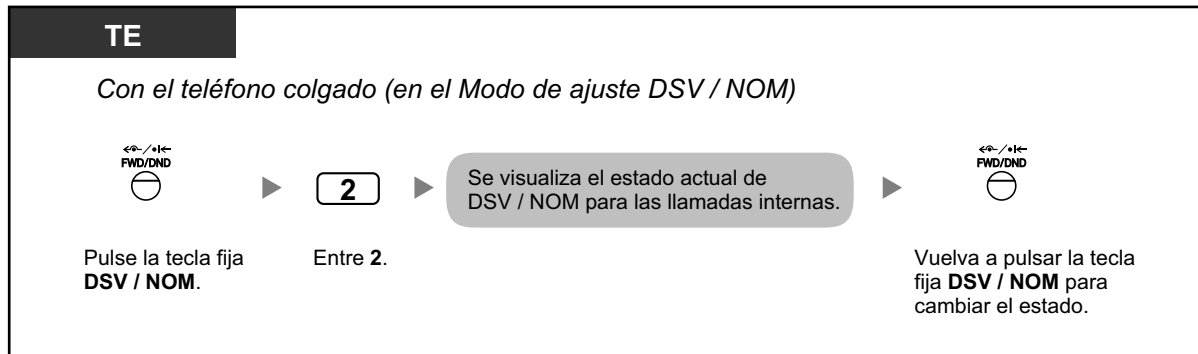 TE
Con el teléfono colgado (en el Modo de ajuste DSV / NOM)
FWD/DND
Pulse la tecla fija
DSV / NOM.
2
Entre 2.
Se visualiza el estado actual de
DSV / NOM para las llamadas internas.
FWD/DND
Vuelva a pulsar la tecla
fija DSV / NOM para
cambiar el estado.